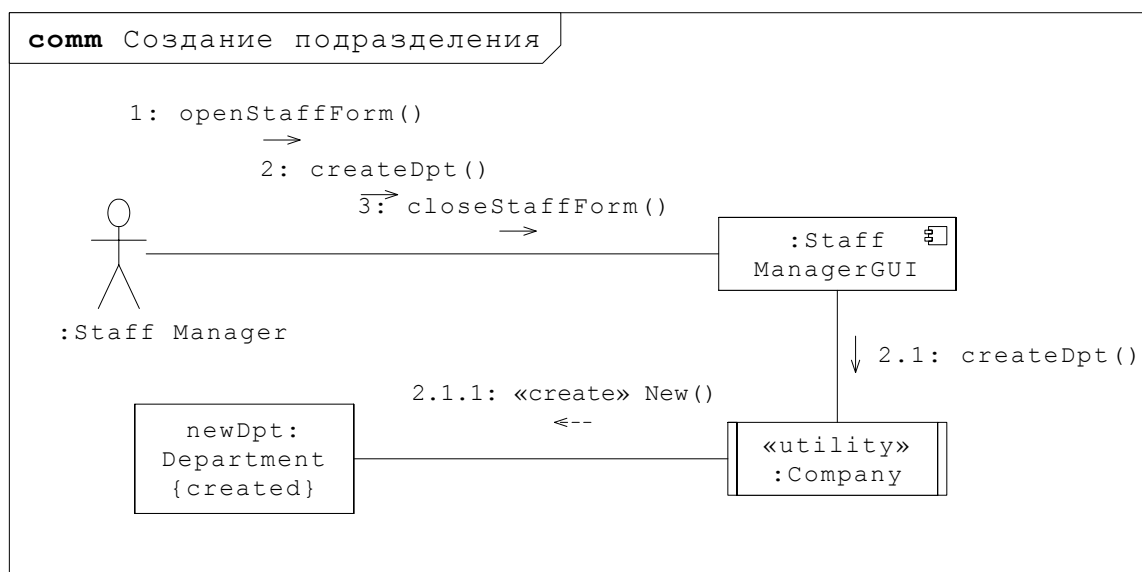 comm Создание подразделения
1: openStaffForm()
2: createDpt()
3: closeStaffForm()
:Staff
ManagerGUI
:Staff Manager
2.1: createDpt()
2.1.1: «create» New()
newDpt:
Department
{created}
«utility»
:Company